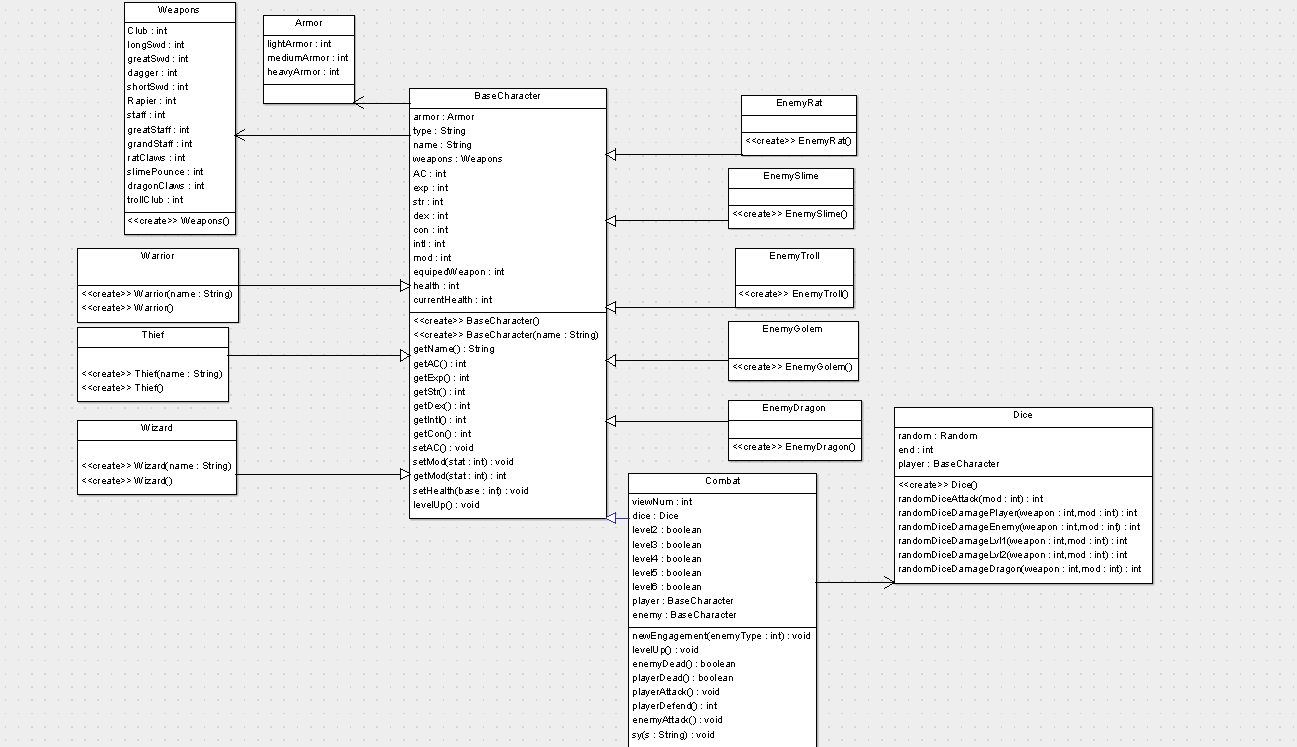 Weapons
Club : int
longSwd : int
greatSwd : int
dagger : int
shortSwd : int
Rapier : int
staff : int
greatStaff : int
grandStaff : int
ratClaws : int
slimePounce : int
dragonClaws : int
trollClub : int
<<create>> Weapons()
Armor
lightArmor : int
mediumArmor : int
heavyArmor : int
BaseCharacter
armor : Armor
type : String
name : String
weapons : Weapons
AC : int
exp : int
str : int
dex : int
con : int
intl : int
mod : int
equipedWeapon : int
health : int
currentHealth : int
<<create>> BaseCharacter()
<<create>> BaseCharacter(name : String)
getName() : String
getAC() : int
getExp() : int
getStr() : int
getDex() : int
getIntl() : int
getCon() : int
setAC() : void
setMod(stat : int) : void
getMod(stat : int) : int
setHealth(base : int) : void
levelUp() : void
Warrior
<<create>> Warrior(name : String)
<<create>> Warrior()
Thief
<<create>> Thief(name : String)
<<create>> Thief()
Wizard
<<create>> Wizard(name : String)
<<create>> Wizard()
EnemyRat
<<create>> EnemyRat()
EnemySlime
<<create>> EnemySlime()
EnemyTroll
<<create>> EnemyTroll()
EnemyGolem
<<create>> EnemyGolem()
EnemyDragon
<<create>> EnemyDragon()
Combat
viewNum : int
dice : Dice
level2 : boolean
level3 : boolean
level4 : boolean
level5 : boolean
level6 : boolean
player : BaseCharacter
enemy : BaseCharacter
newEngagement(enemyType : int) : void
levelUp() : void
enemyDead() : boolean
playerDead() : boolean
playerAttack() : void
playerDefend() : int
enemyAttack() : void
sy(s : String) : void
Dice
random : Random
end : int
player : BaseCharacter
<<create>> Dice()
randomDiceAttack(mod : int) : int
randomDiceDamagePlayer(weapon : int,mod : int) : int
randomDiceDamageEnemy(weapon : int,mod : int) : int
randomDiceDamageLvl1(weapon : int,mod : int) : int
randomDiceDamageLvl2(weapon : int,mod : int) : int
randomDiceDamageDragon(weapon : int,mod : int) : int